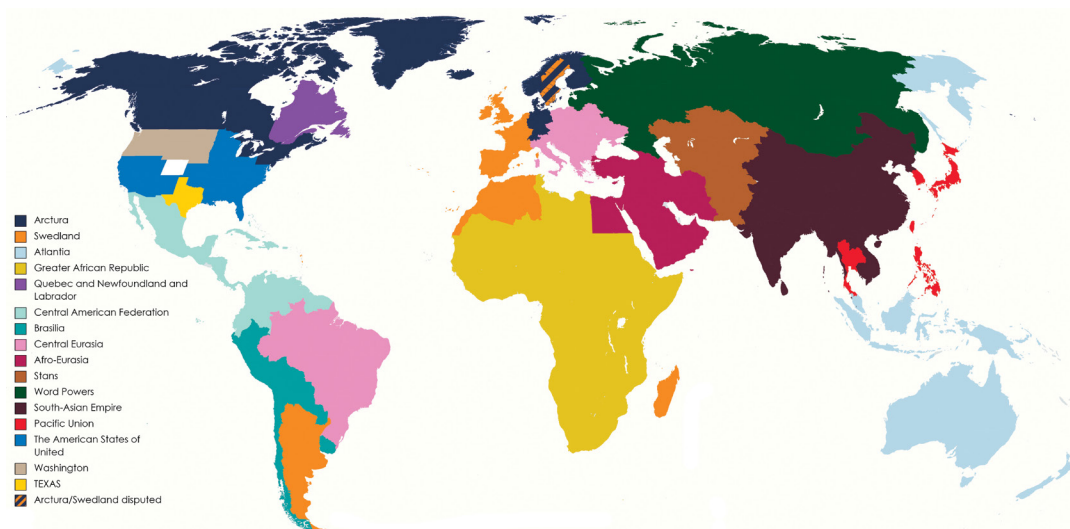 Arctura
Swedland
Atlantia
Greater African Republic
Quebec and Newfoundland and
Labrador
Central American Federation
Brasilia
Central Eurasia
Afro-Eurasia
Stans
Word Powers
South-Asian Empire
Pacific Union
The American States of
United
Washington
TEXAS
Arctura/Swedland disputed